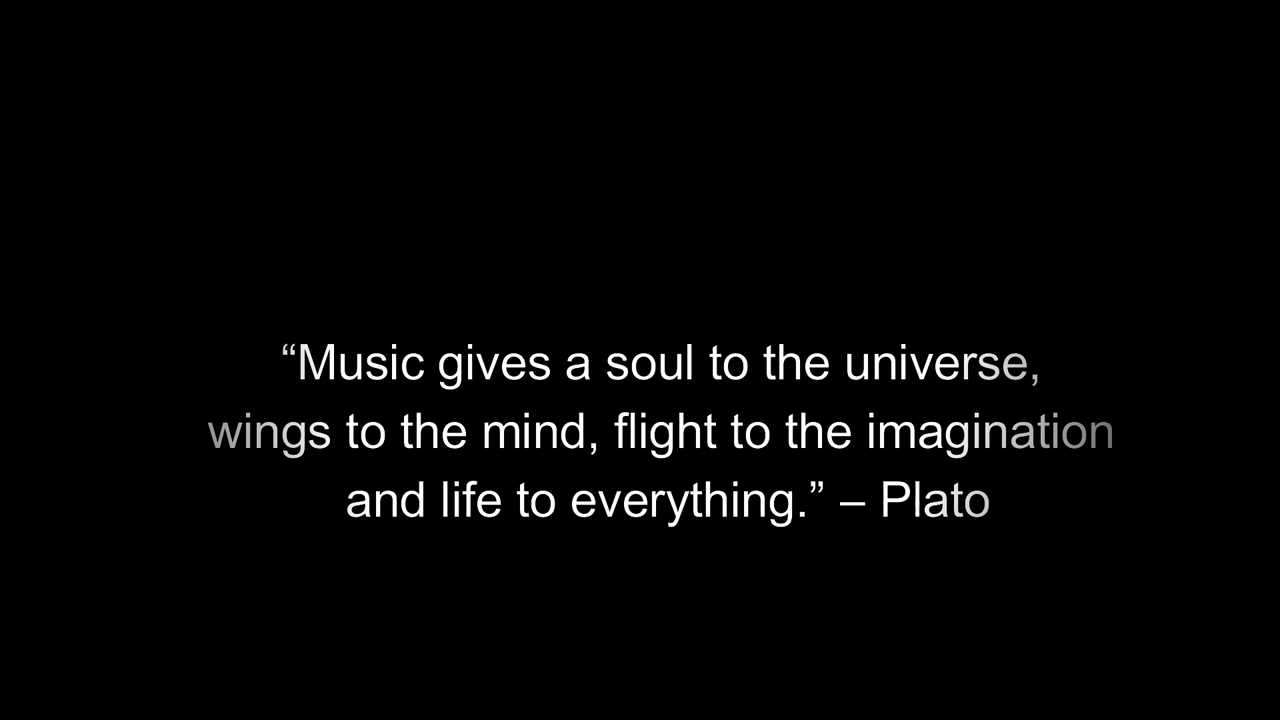 “Music gives a soul to the universe,
wings to the mind, flight to the imagination
and life to everything.” – Plato